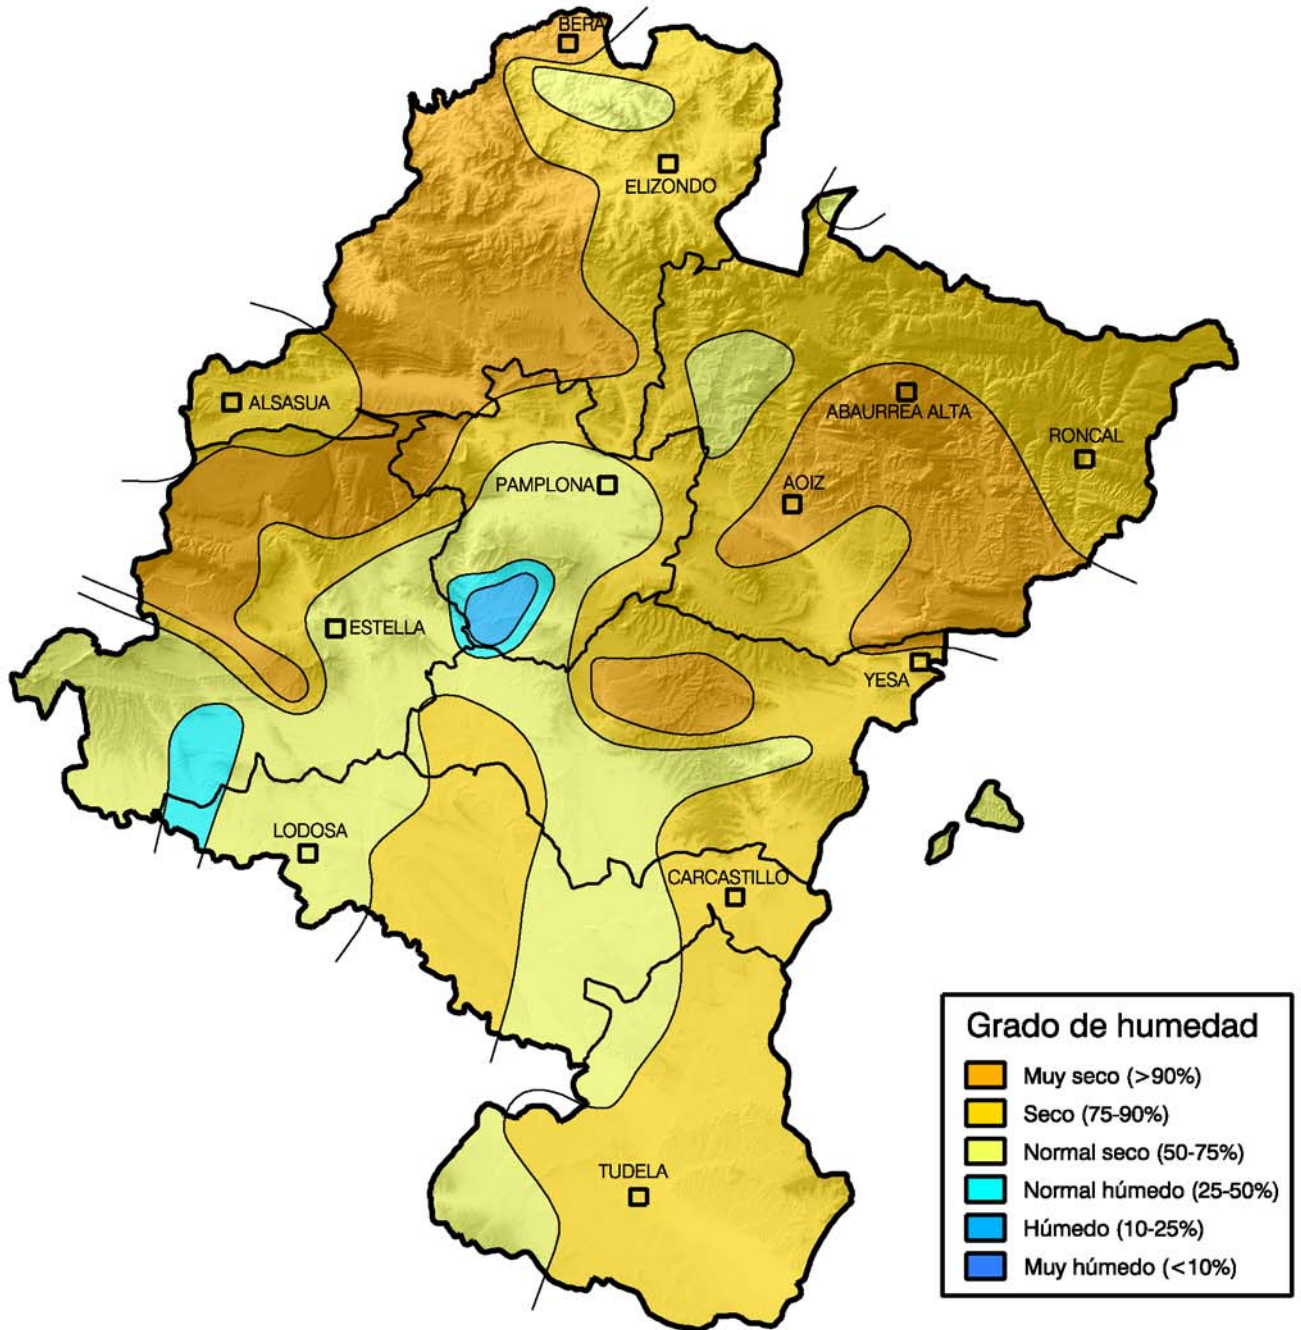 BERA
ELIZONDO
ALSASUA
ABAURREA ALTA
RONCAL
PAMPLONA
AOIZ
ESTELLA
YESA
LODOSA
CARCASTILLO
TUDELA
Grado de humedad
Muy seco (>90%)
Seco (75-90%)
Normal seco (50-75%)
Normal húmedo (25-50%)
Húmedo (10-25%)
Muy húmedo (<10%)